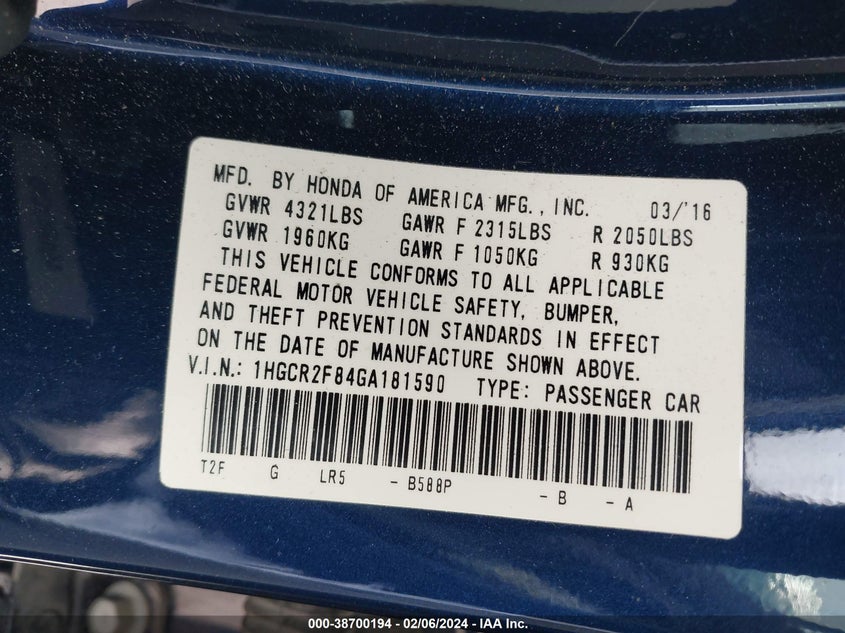 MFD. BY HONDA OF AMERICA MFG., INC. 03/'16
GVWR 4321LBS GAWR F 2315LBS R 2050LBS
GVWR 1960KG GAWR F 1050KG R 930KG
THIS VEHICLE CONFORMS TO ALL APPLICABLE
FEDERAL MOTOR VEHICLE SAFETY, BUMPER,
AND THEFT PREVENTION STANDARDS IN EFFECT
ON THE DATE OF MANUFACTURE SHOWN ABOVE.
V.I.N.: 1HGCR2F84GA181590 TYPE: PASSENGER CAR
T2F G LR5 - B588P - B - A
000-38700194 - 02/06/2024 - IAA Inc.